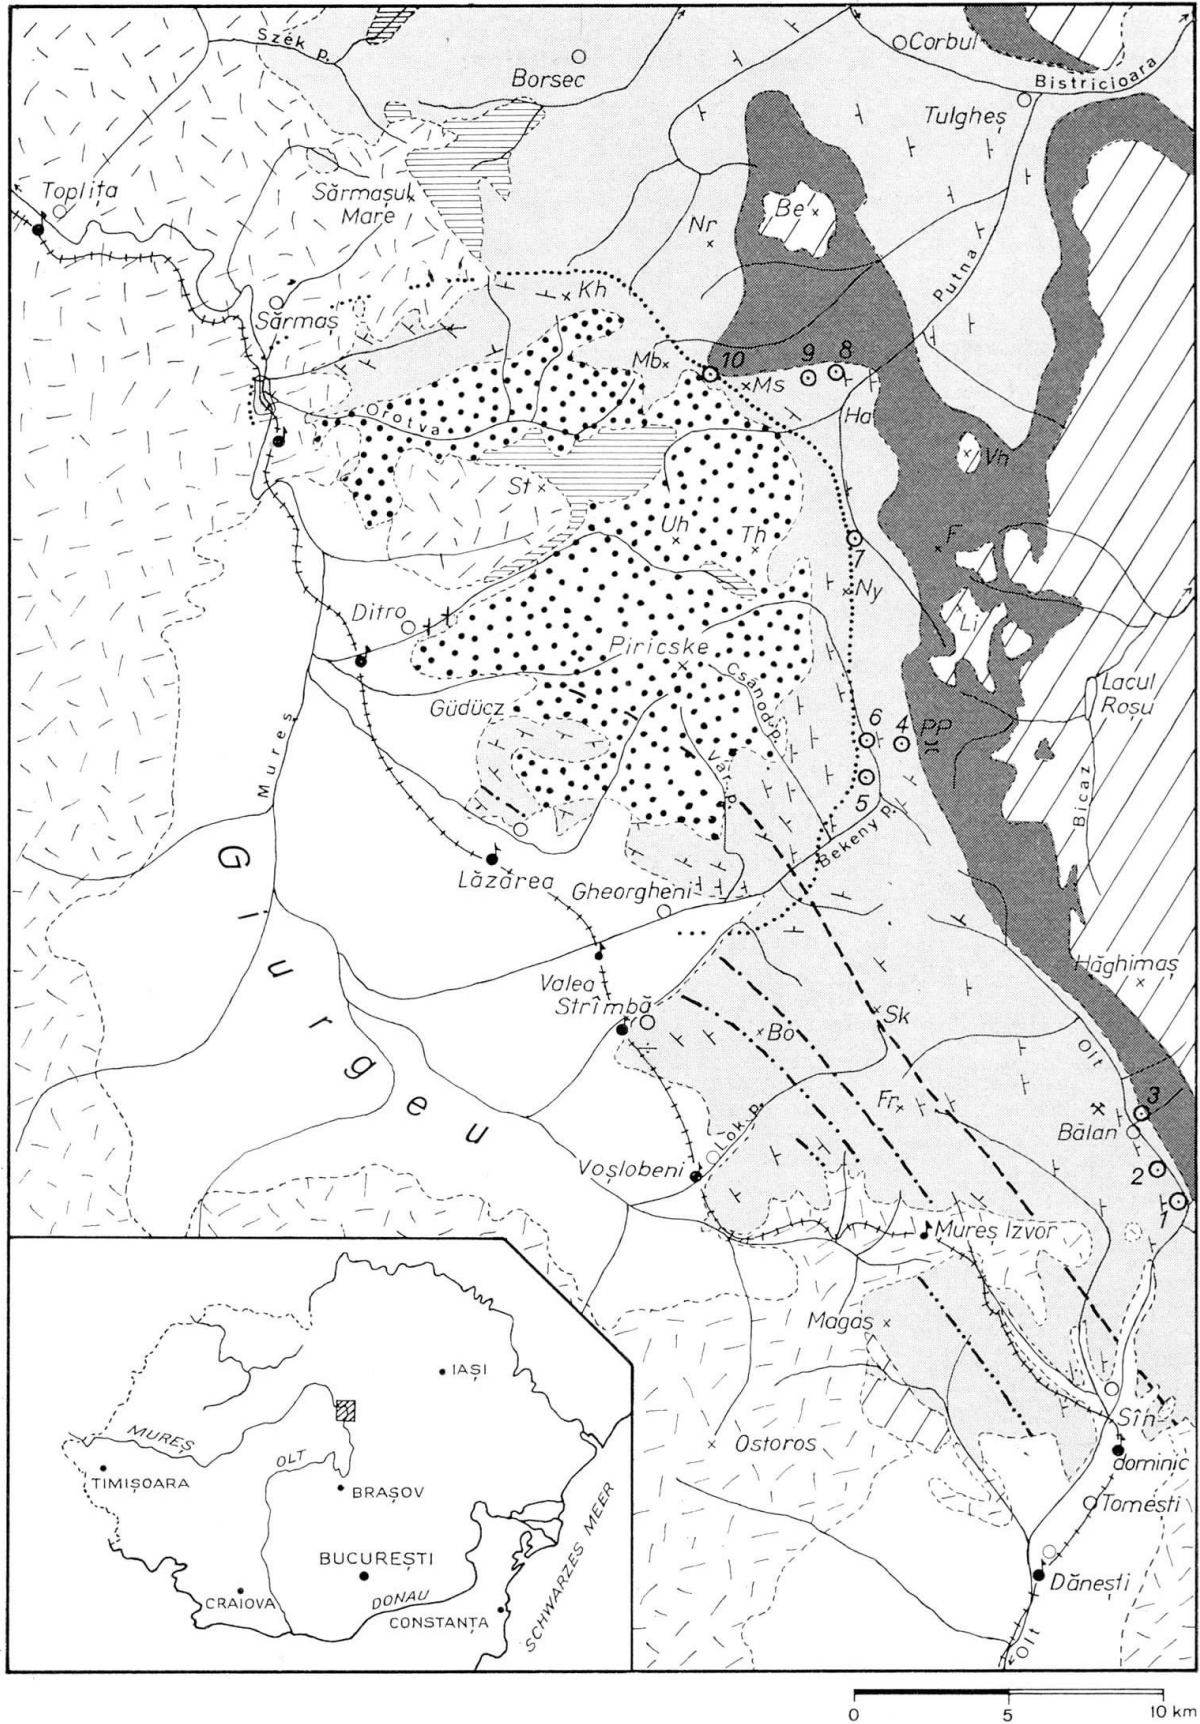 Szék p.
Borsec
Corbul
Bistricioara
Tulgheș
Toplița
Sărmașul
Mare
Be
Nr
Putna
Kh
Sărmaș
Mb
10
9
8
Ms
Orotva
Ha
Vh
St
Uh
Th
F
7
Ny
Ditro
Li
Piricske
Csanod p.
Lacul
Roșu
Güdücz
6
4
PP
Mureș
Vár p.
5
Bicaz
Bekeny p.
Lăzárea
Gheorgheni
Giurgeu
Hăghimaș
Valea
Strîmbă
Bo
Sk
Olt
Fr
3
Bălan
Lok. p.
Voșlobeni
2
1
Mureș Izvor
Magaș
Sîn-
dominic
Ostoros
Tomești
Dănești
Olt
IAȘI
MUREȘ
OLT
TIMIȘOARA
BRAȘOV
BUCUREȘTI
CRAIOVA
DONAU
CONSTANȚA
SCHWARZES MEER
0 5 10 km